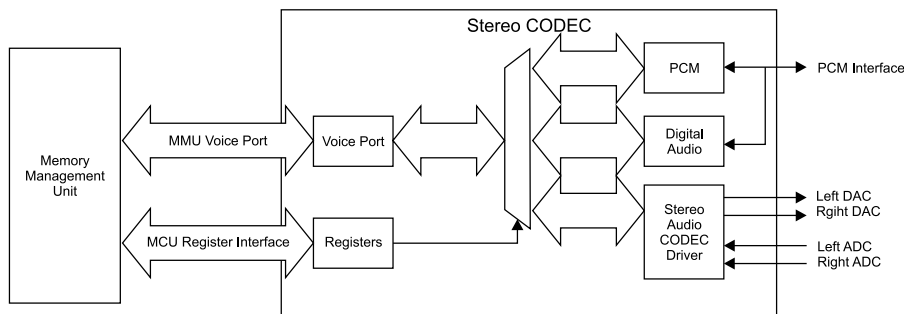 Stereo CODEC
Memory
Management
Unit
MMU Voice Port
Voice Port
MCU Register Interface
Registers
PCM
Digital
Audio
Stereo
Audio
CODEC
Driver
PCM Interface
Left DAC
Rgiht DAC
Left ADC
Right ADC